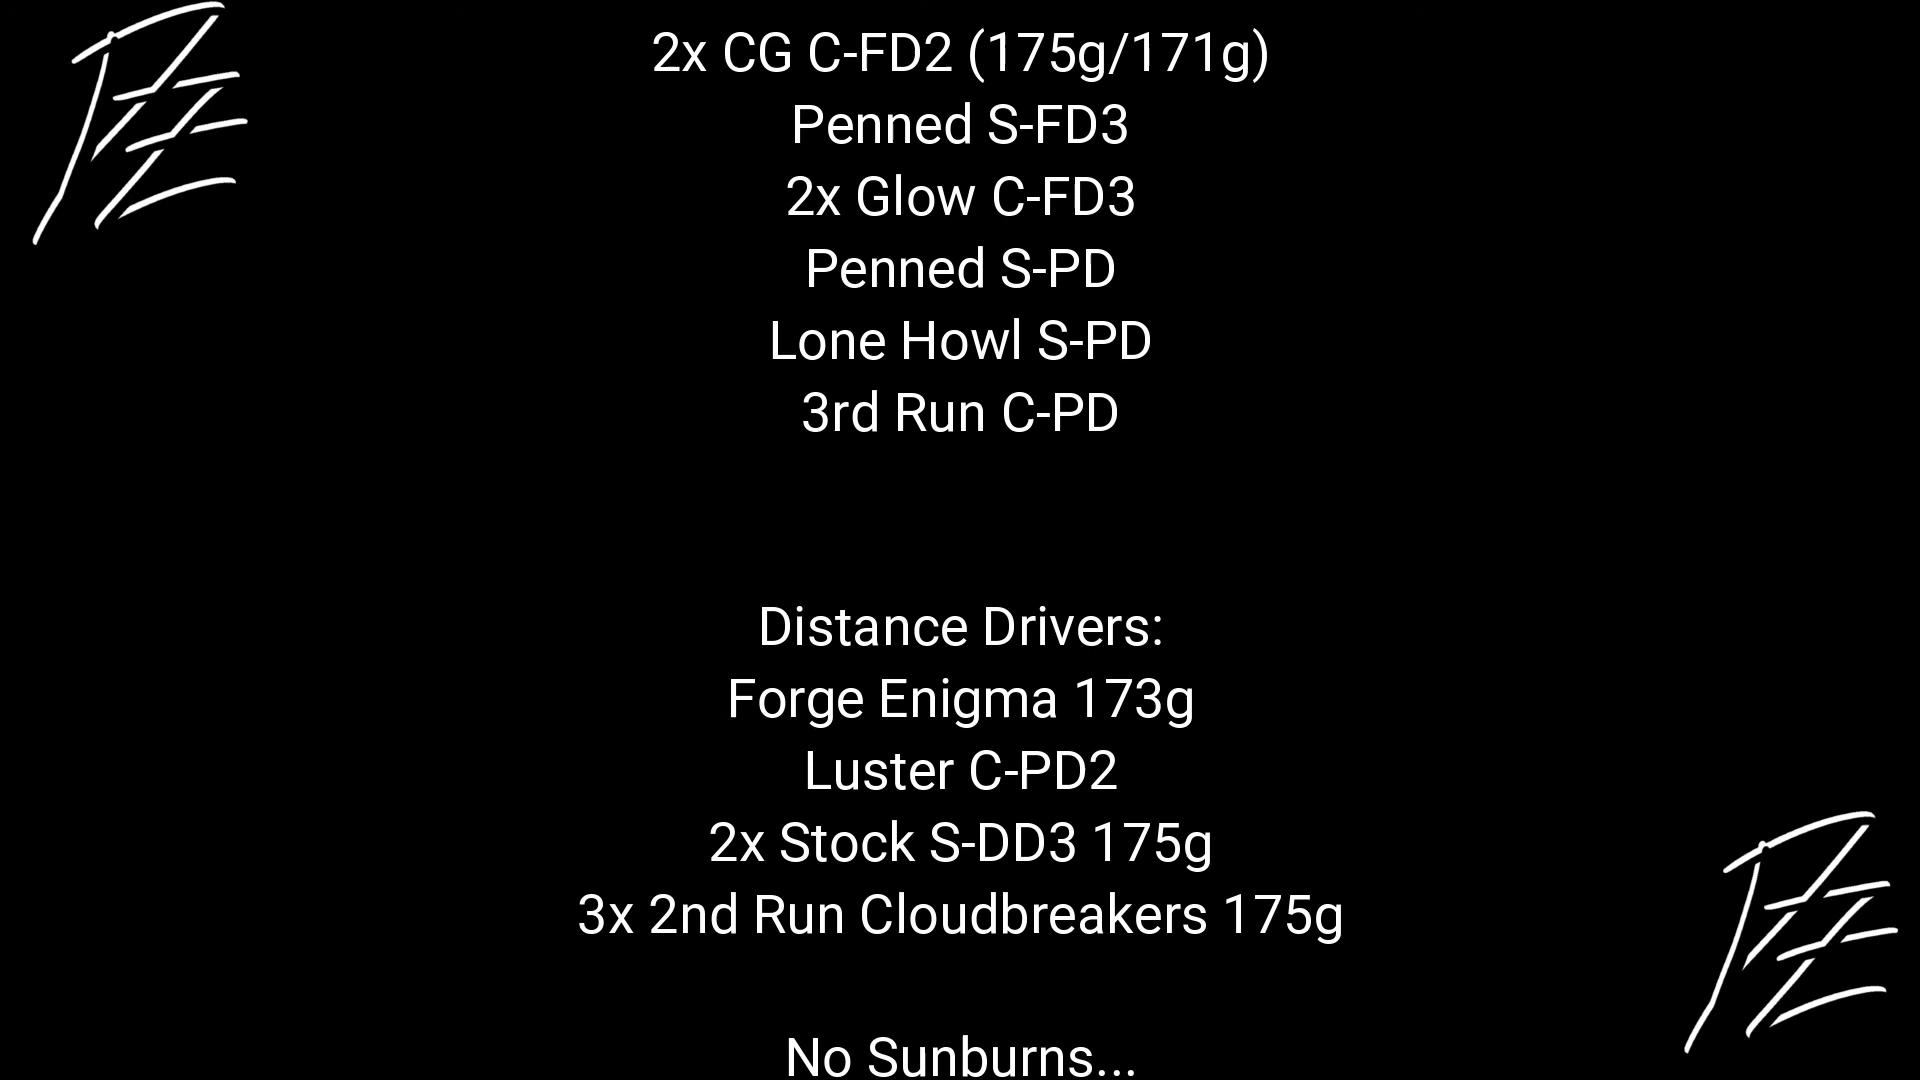 2x CG C-FD2 (175g/171g)
Penned S-FD3
2x Glow C-FD3
Penned S-PD
Lone Howl S-PD
3rd Run C-PD
Distance Drivers:
Forge Enigma 173g
Luster C-PD2
2x Stock S-DD3 175g
3x 2nd Run Cloudbreakers 175g
No Sunburns...